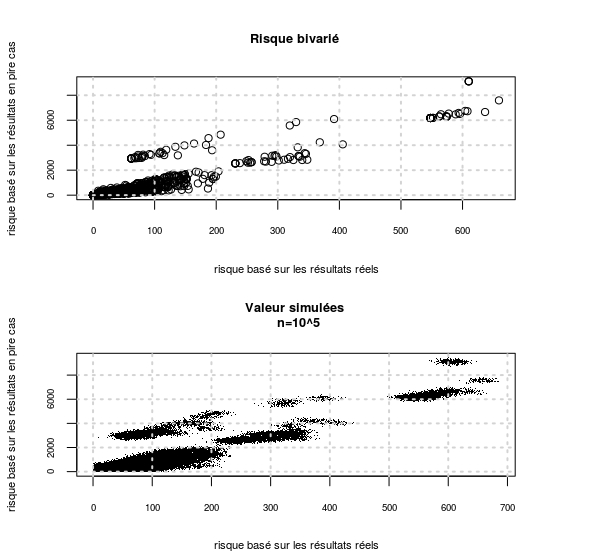 Risque bivarié
risque basé sur les résultats en pire cas
6000
2000
0
0 100 200 300 400 500 600
risque basé sur les résultats réels
Valeur simulées
n=10^5
risque basé sur les résultats en pire cas
6000
2000
0
0 100 200 300 400 500 600 700
risque basé sur les résultats réels